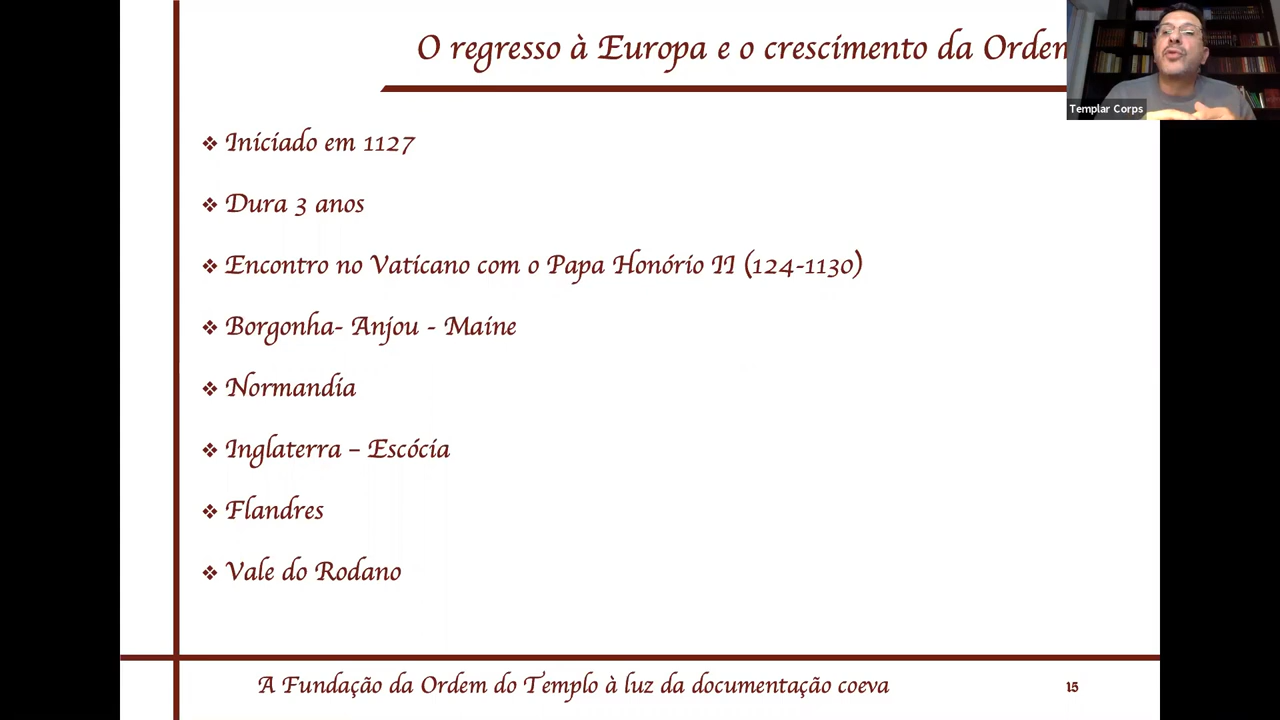 O regresso à Europa e o crescimento da Ordem
Templar Corps
❖ Iniciado em 1127
❖ Dura 3 anos
❖ Encontro no Vaticano com o Papa Honório II (124-1130)
❖ Borgonha- Anjou - Maine
❖ Normandia
❖ Inglaterra – Escócia
❖ Flandres
❖ Vale do Rodano
A Fundação da Ordem do Templo à luz da documentação coeva
15